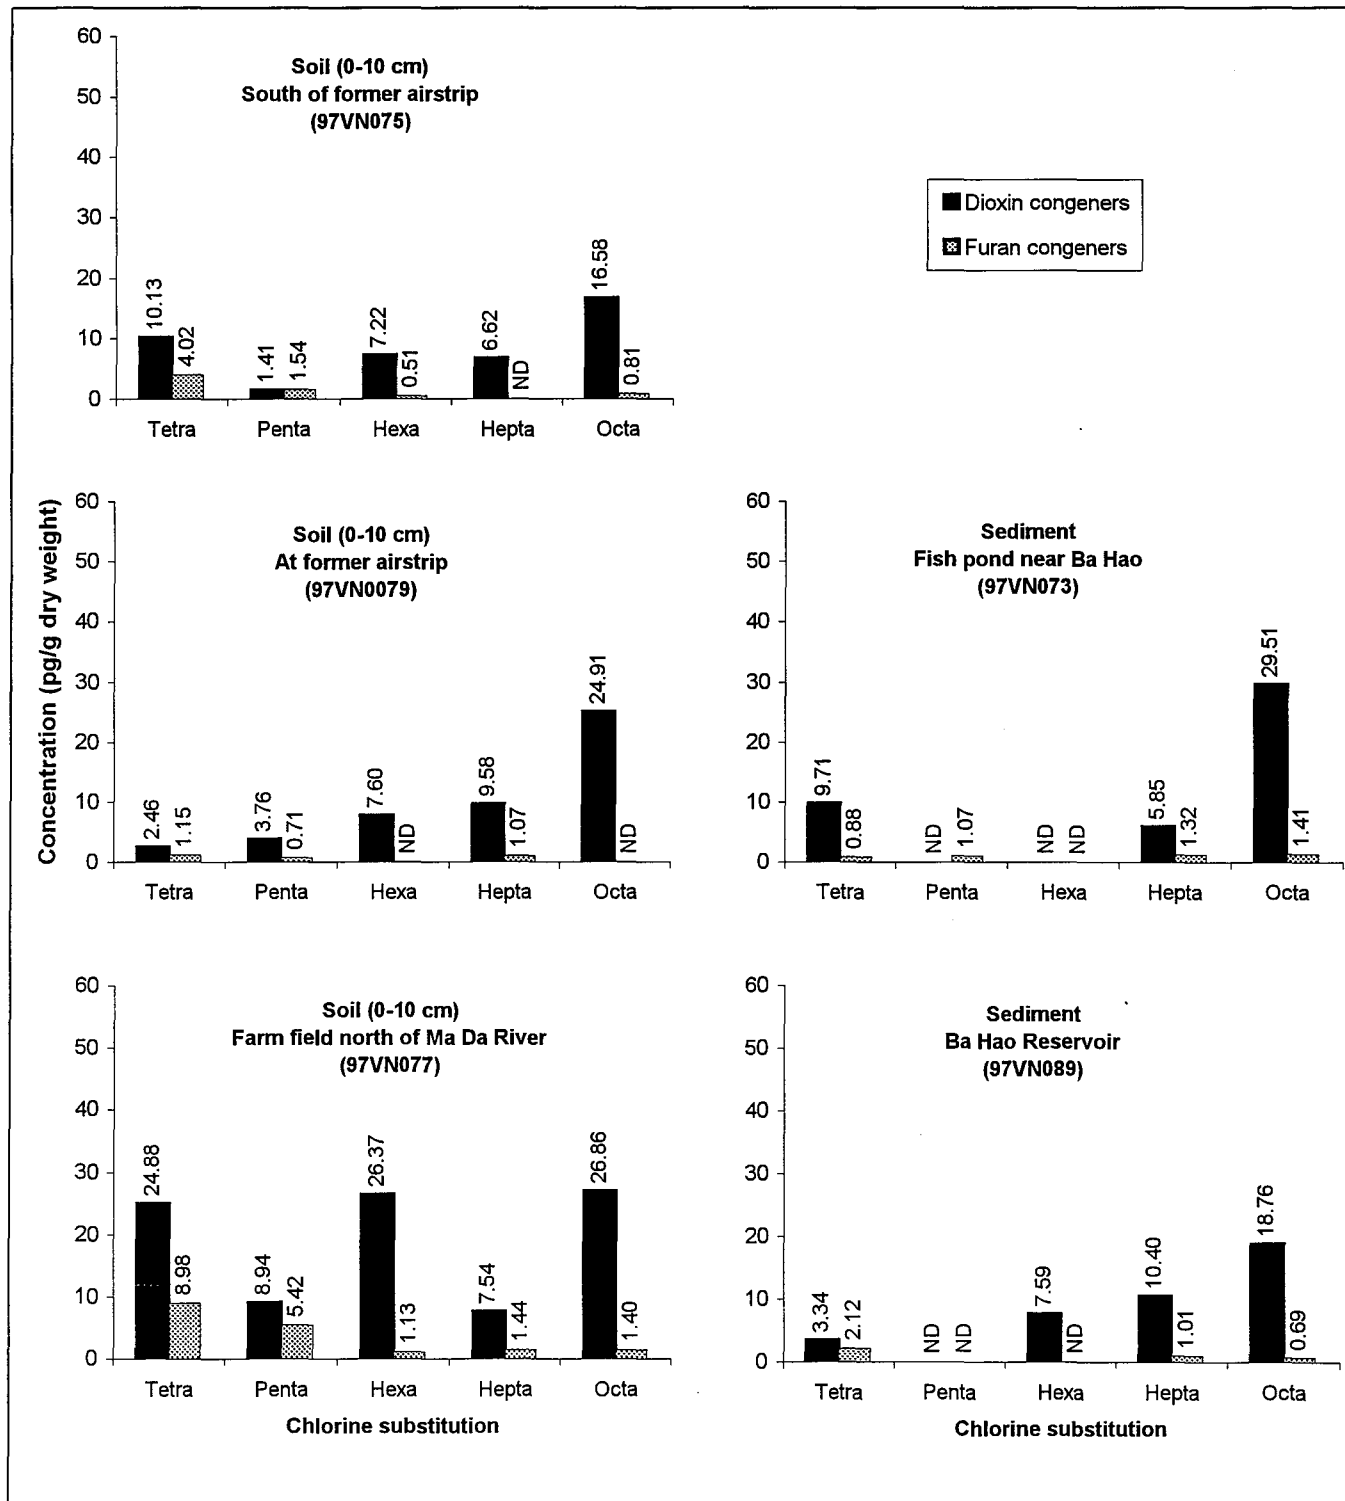 Soil (0-10 cm)
South of former airstrip
(97VN075)
60
50
40
30
20
10
0
10.13
4.02
1.41
1.54
7.22
0.51
6.62
ND
16.58
0.81
Tetra Penta Hexa Hepta Octa
Dioxin congeners
Furan congeners
Concentration (pg/g dry weight)
Soil (0-10 cm)
At former airstrip
(97VN0079)
60
50
40
30
20
10
0
2.46
1.15
3.76
0.71
7.60
ND
9.58
1.07
24.91
ND
Tetra Penta Hexa Hepta Octa
Sediment
Fish pond near Ba Hao
(97VN073)
60
50
40
30
20
10
0
9.71
0.88
ND
1.07
ND
ND
5.85
1.32
29.51
1.41
Tetra Penta Hexa Hepta Octa
Soil (0-10 cm)
Farm field north of Ma Da River
(97VN077)
60
50
40
30
20
10
0
24.88
8.98
8.94
5.42
26.37
1.13
7.54
1.44
26.86
1.40
Tetra Penta Hexa Hepta Octa
Chlorine substitution
Sediment
Ba Hao Reservoir
(97VN089)
60
50
40
30
20
10
0
3.34
2.12
ND
ND
7.59
ND
10.40
1.01
18.76
0.69
Tetra Penta Hexa Hepta Octa
Chlorine substitution